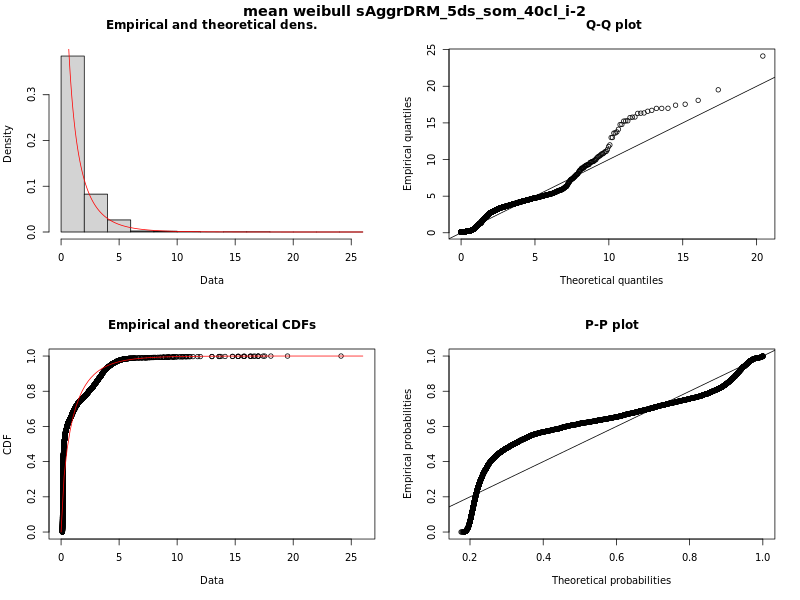 mean weibull sAggrDRM_5ds_som_40cl_i-2
Empirical and theoretical dens.
Density
0.0 0.1 0.2 0.3
0 5 10 15 20 25
Data
Q-Q plot
Empirical quantiles
0 5 10 15 20 25
0 5 10 15 20
Theoretical quantiles
Empirical and theoretical CDFs
CDF
0.0 0.2 0.4 0.6 0.8 1.0
0 5 10 15 20 25
Data
P-P plot
Empirical probabilities
0.0 0.2 0.4 0.6 0.8 1.0
0.2 0.4 0.6 0.8 1.0
Theoretical probabilities